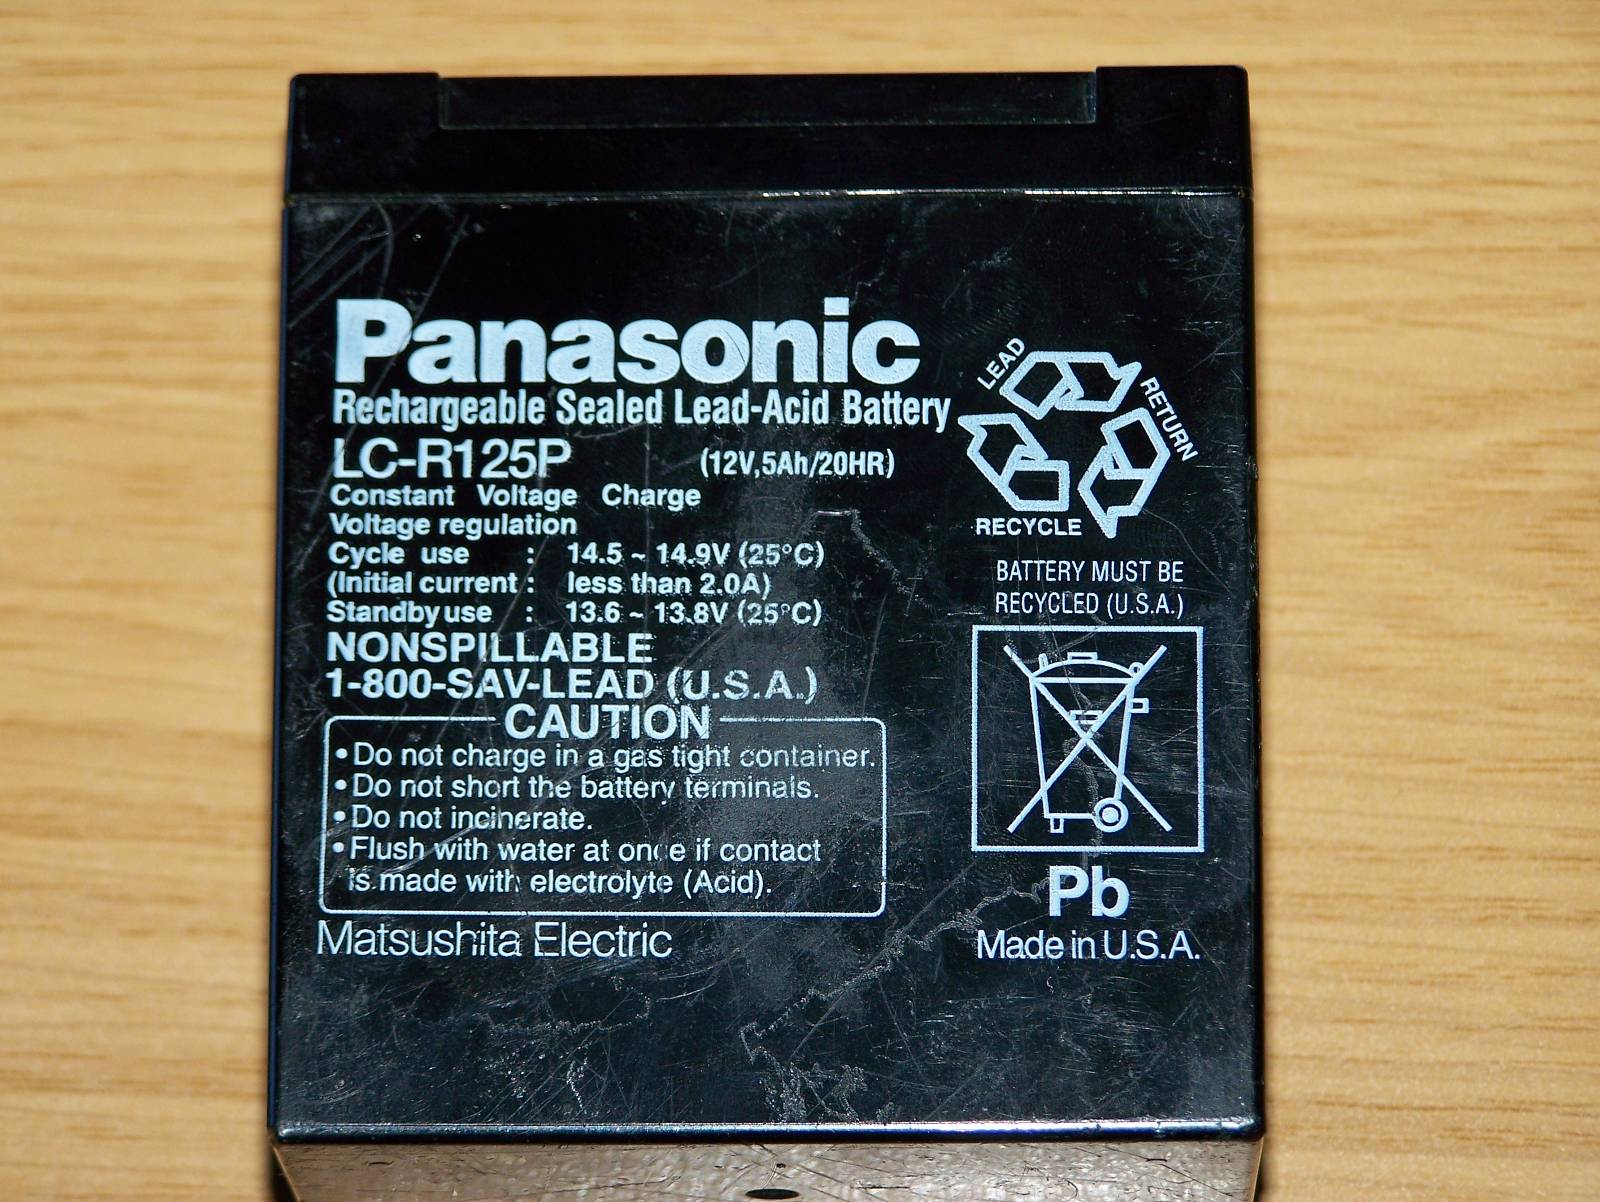 Panasonic
Rechargeable Sealed Lead-Acid Battery
LC-R125P (12V,5Ah/20HR)
Constant Voltage Charge
Voltage regulation
Cycle use : 14.5 ~ 14.9V (25°C)
(Initial current : less than 2.0A)
Standby use : 13.6 ~ 13.8V (25°C)
NONSPILLABLE
1-800-SAV-LEAD (U.S.A.)
CAUTION
•Do not charge in a gas tight container.
•Do not short the battery terminals.
•Do not incinerate.
•Flush with water at once if contact
is made with electrolyte (Acid).
Matsushita Electric
LEAD
RETURN
RECYCLE
BATTERY MUST BE
RECYCLED (U.S.A.)
Pb
Made in U.S.A.